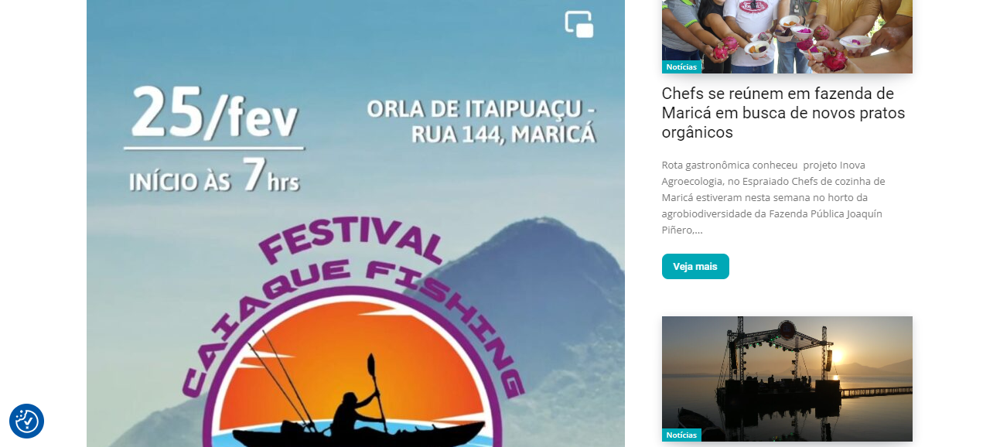 25/fev
INÍCIO ÀS 7hrs
ORLA DE ITAIPUAÇU -
RUA 144, MARICÁ
FESTIVAL
CAIAQUE FISHING
Notícias
Chefs se reúnem em fazenda de
Maricá em busca de novos pratos
orgânicos
Rota gastronômica conheceu  projeto Inova
Agroecologia, no Espraiado Chefs de cozinha de
Maricá estiveram nesta semana no horto da
agrobiodiversidade da Fazenda Pública Joaquín
Piñero,...
Veja mais
Notícias